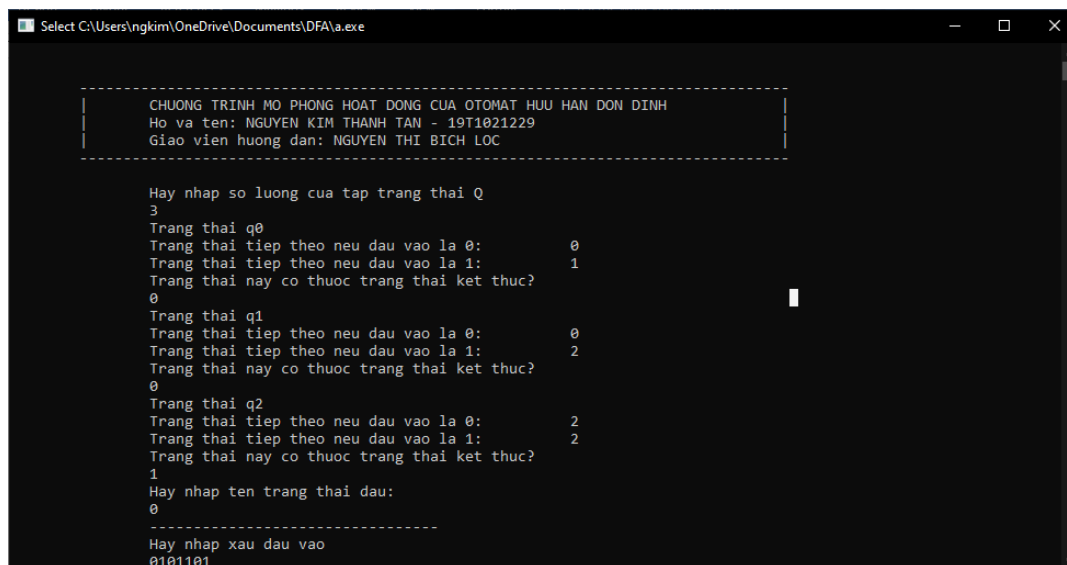 Select C:\Users\ngkim\OneDrive\Documents\DFA\a.exe
CHUONG TRINH MO PHONG HOAT DONG CUA OTOMAT HUU HAN DON DINH
Ho va ten: NGUYEN KIM THANH TAN - 19T1021229
Giao vien huong dan: NGUYEN THI BICH LOC
Hay nhap so luong cua tap trang thai Q
3
Trang thai q0
Trang thai tiep theo neu dau vao la 0: 0
Trang thai tiep theo neu dau vao la 1: 1
Trang thai nay co thuoc trang thai ket thuc?
0
Trang thai q1
Trang thai tiep theo neu dau vao la 0: 0
Trang thai tiep theo neu dau vao la 1: 2
Trang thai nay co thuoc trang thai ket thuc?
0
Trang thai q2
Trang thai tiep theo neu dau vao la 0: 2
Trang thai tiep theo neu dau vao la 1: 2
Trang thai nay co thuoc trang thai ket thuc?
1
Hay nhap ten trang thai dau:
0
---------------------------------
Hay nhap xau dau vao
0101101